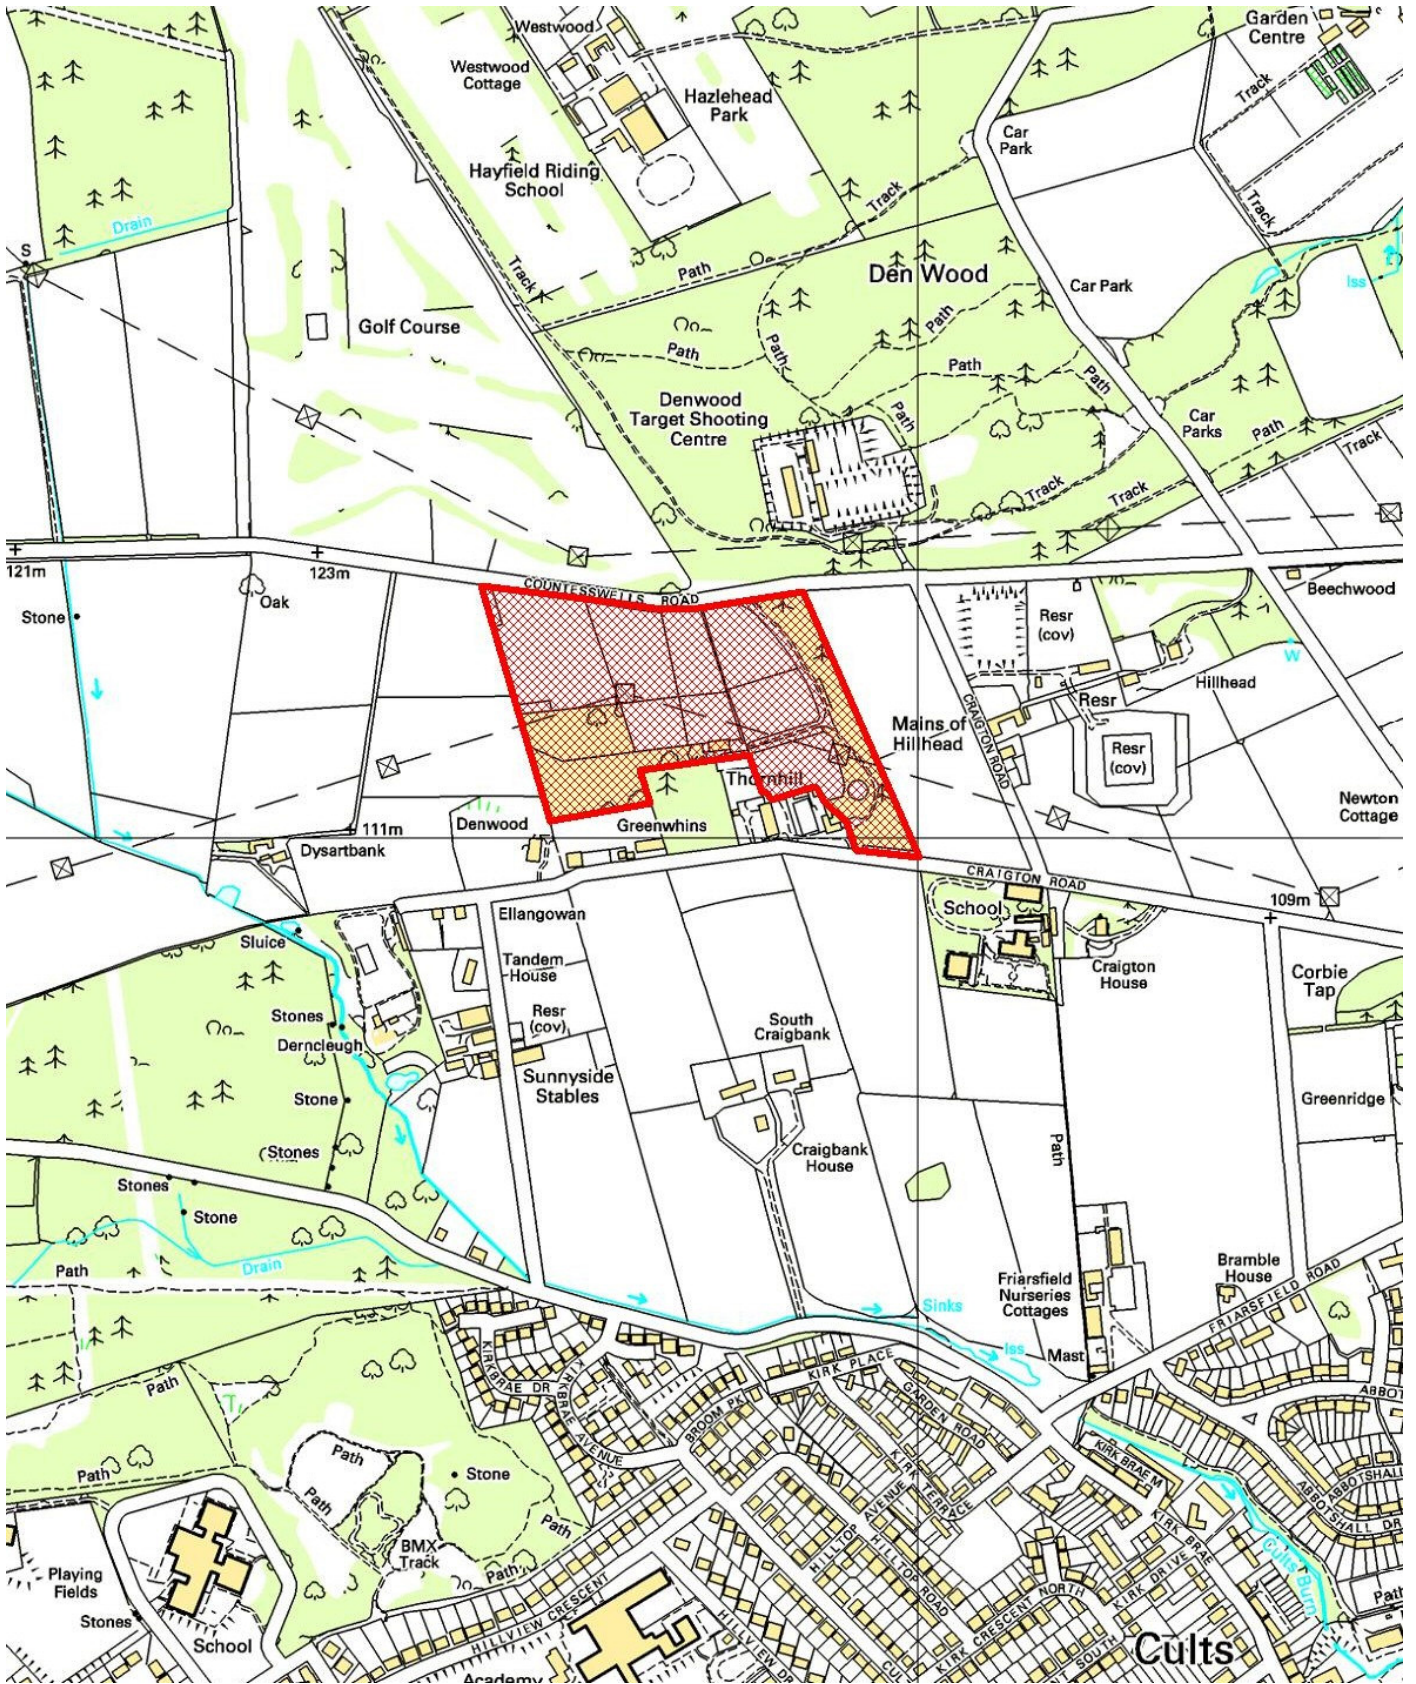 Westwood
Garden
Centre
Westwood
Cottage
Hazlehead
Park
Track
Car
Park
Hayfield Riding
School
Track
Track
Drain
S
Track
Path
Den Wood
Car Park
Iss
Golf Course
Path
Path
Path
Path
Path
Denwood
Target Shooting
Centre
Path
Car
Parks
Path
Track
Track
Track
121m
123m
COUNTESSWELLS ROAD
Beechwood
Oak
Stone
Resr
(cov)
W
Hillhead
CRAIGTON ROAD
Resr
Mains of
Hillhead
Resr
(cov)
Thornhill
Newton
Cottage
111m
Denwood
Greenwhins
Dysartbank
CRAIGTON ROAD
109m
School
Ellangowan
Sluice
Tandem
House
Craigton
House
Corbie
Tap
Stones
Resr
(cov)
South
Craigbank
Derncleugh
Sunnyside
Stables
Stone
Greenridge
Path
Stones
Craigbank
House
Stones
Stone
Drain
Path
Bramble
House
Friarsfield
Nurseries
Cottages
FRIARSFIELD ROAD
Sinks
Iss
Mast
KIRK PLACE
KIRKBRAE DR
KIRKBRAE
AVENUE
Path
GARDEN ROAD
ABBOT
BROOM PK
T
Path
Stone
KIRK
TERRACE
KIRK BRAE M
Path
ABBOTSHALL
ABBOTSHALL DR
Path
HILLTOP AVENUE
KIRK BRAE
Path
BMX
Track
HILLTOP ROAD
Cults Burn
Playing
Fields
Path
KIRK DRIVE
Path
Stones
HILLVIEW CRESCENT
KIRK CRESCENT NORTH
School
HILLVIEW DR
T SOUTH
Cults
CUL
Academy